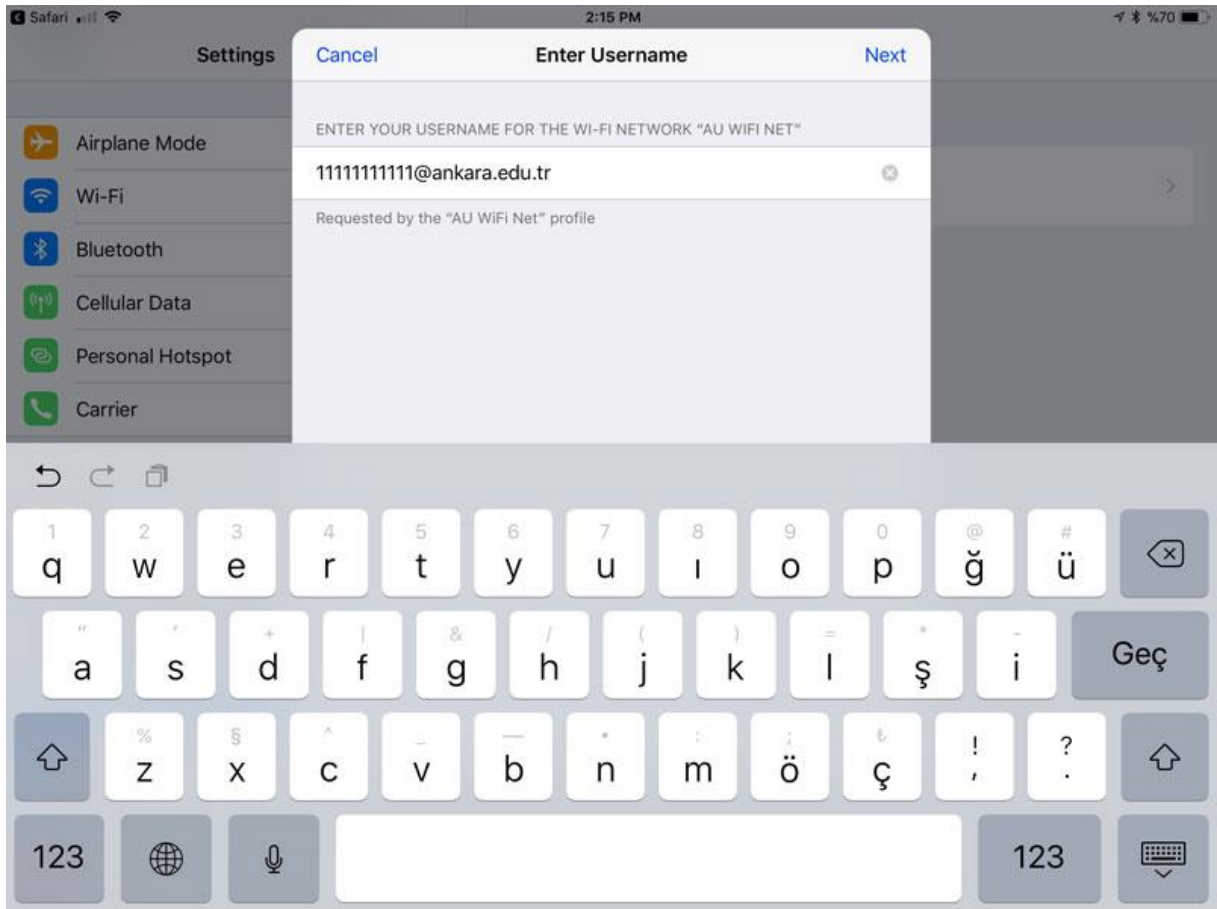 Safari 2:15 PM %70
Settings
Cancel Enter Username Next
ENTER YOUR USERNAME FOR THE WI-FI NETWORK “AU WIFI NET”
11111111111@ankara.edu.tr
Requested by the “AU WiFi Net” profile
Airplane Mode
Wi-Fi
Bluetooth
Cellular Data
Personal Hotspot
Carrier
1 2 3 4 5 6 7 8 9 0 @ #
q w e r t y u ı o p ğ ü
" ' + | & / ( ) = * -
a s d f g h j k l ş i Geç
% § ^ _ — • : ; ₺ ! ?
z x c v b n m ö ç , .
123 123